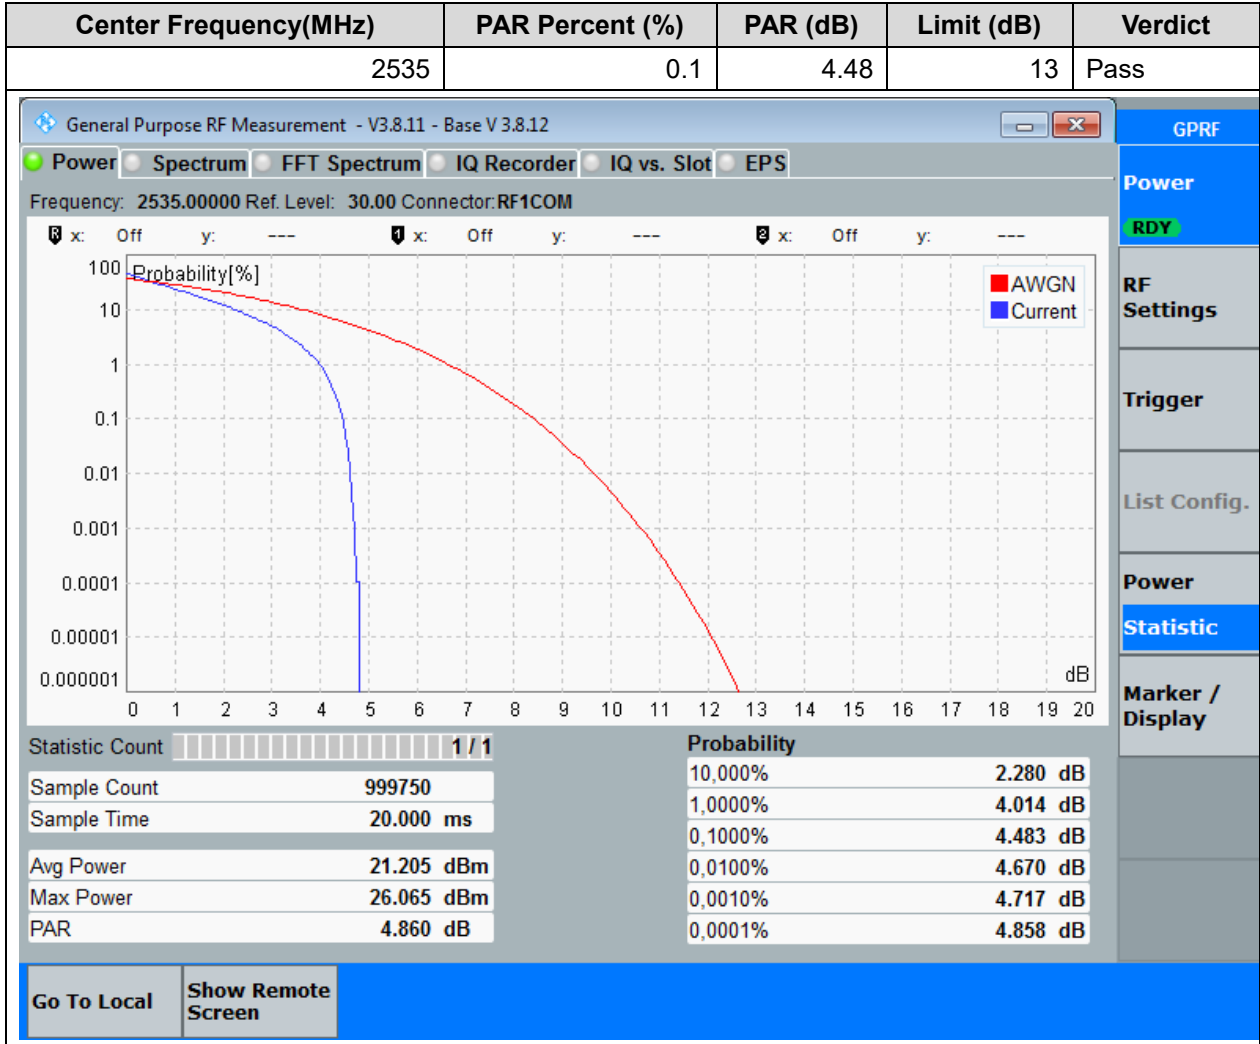 Center Frequency(MHz) PAR Percent (%) PAR (dB) Limit (dB) Verdict
2535 0.1 4.48 13 Pass
General Purpose RF Measurement - V3.8.11 - Base V 3.8.12
GPRF
Power Spectrum FFT Spectrum IQ Recorder IQ vs. Slot EPS
Power
RDY
Frequency: 2535.00000 Ref. Level: 30.00 Connector: RF1COM
R x: Off y: --- 1 x: Off y: --- 2 x: Off y: ---
Probability[%]
AWGN
Current
100
10
1
0.1
0.01
0.001
0.0001
0.00001
0.000001
dB
0 1 2 3 4 5 6 7 8 9 10 11 12 13 14 15 16 17 18 19 20
RF
Settings
Trigger
List Config.
Power
Statistic
Marker /
Display
Statistic Count 1 / 1
Sample Count 999750
Sample Time 20.000 ms
Avg Power 21.205 dBm
Max Power 26.065 dBm
PAR 4.860 dB
Probability
10,000% 2.280 dB
1,0000% 4.014 dB
0,1000% 4.483 dB
0,0100% 4.670 dB
0,0010% 4.717 dB
0,0001% 4.858 dB
Go To Local
Show Remote
Screen